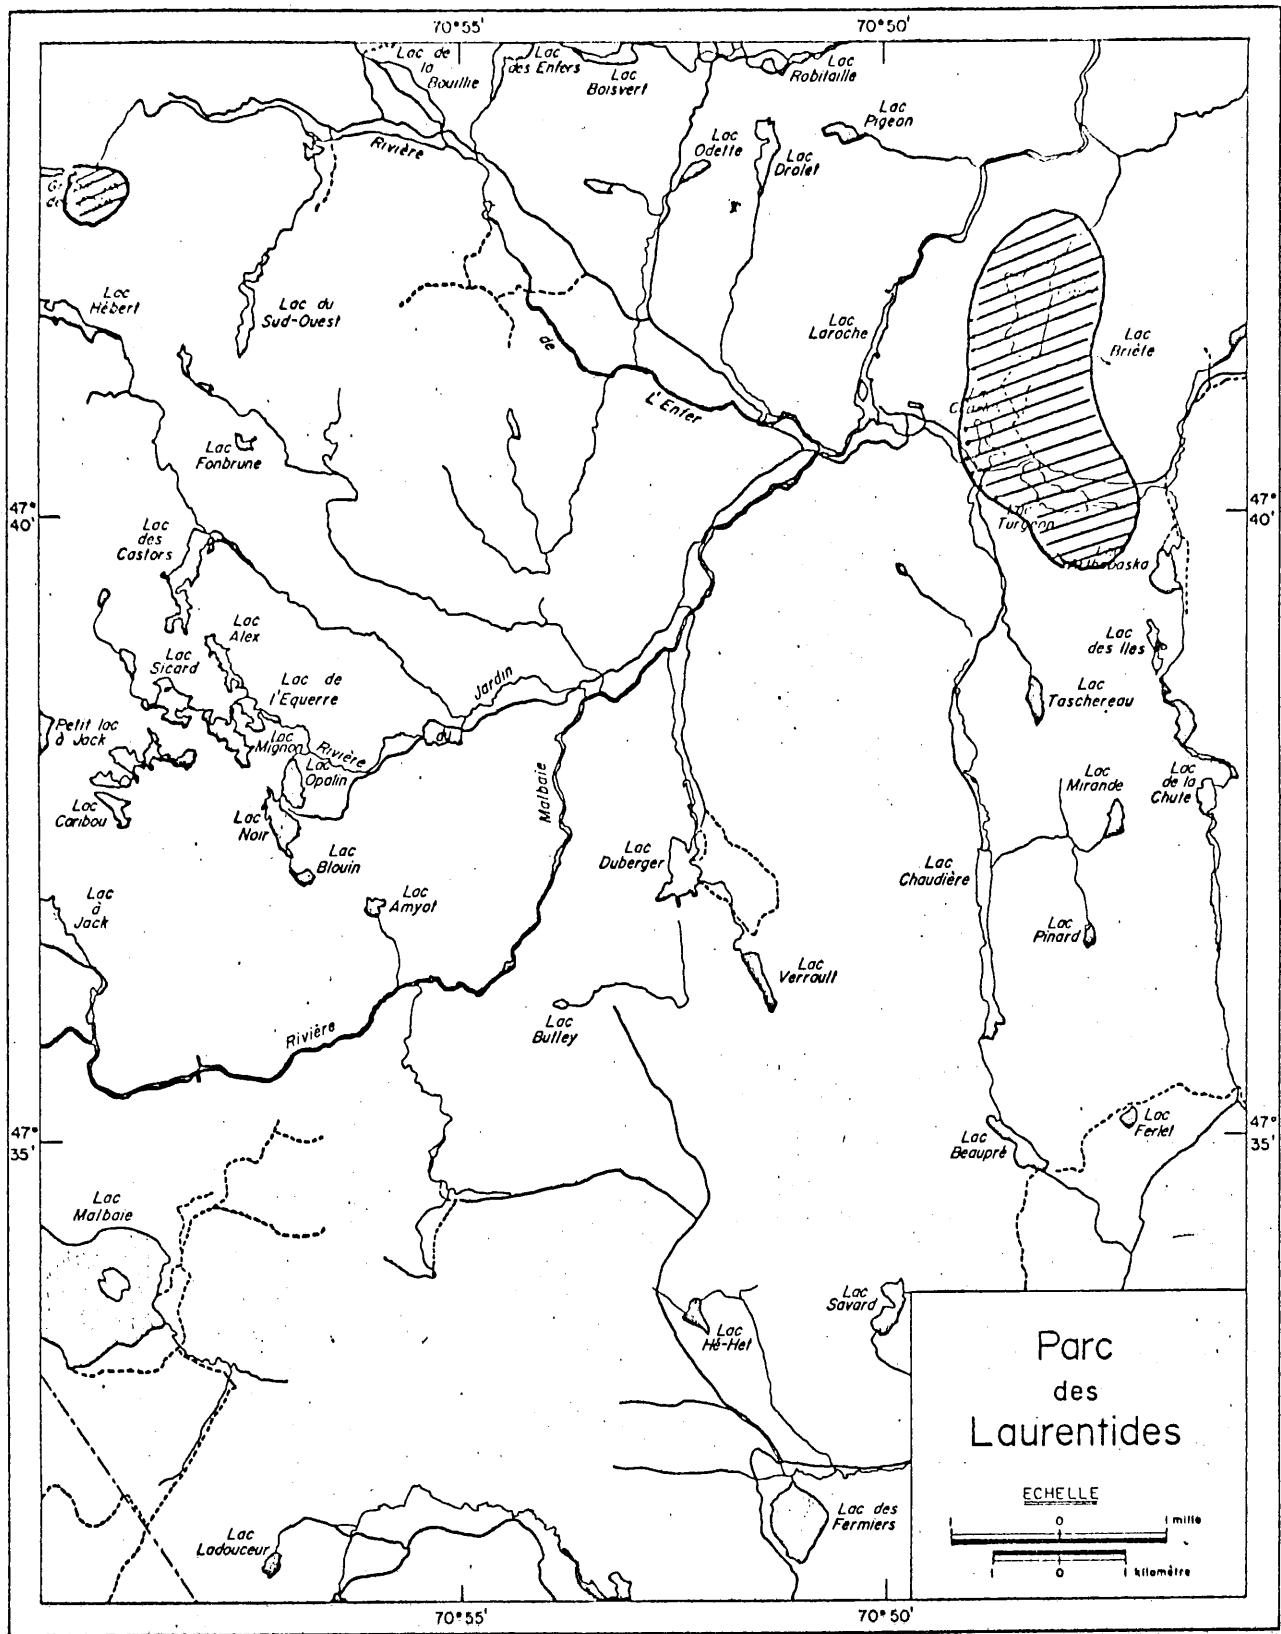 70°55'
70°50'
Lac de
la
Bouillie
Lac
des Enfers
Lac
Boisvert
Lac
Robitaille
Lac
Pigeon
Rivière
Lac
Odette
Lac
Drolet
Lac
Hébert
Lac du
Sud-Ouest
de
L'Enfer
Lac
Laroche
Lac
Brûlé
Lac
Fonbrune
47°
40'
47°
40'
Lac
des
Castors
Turgeon
Lac
Alex
Lac
Sicard
Lac de
l'Equerre
Jardin
Lac
des Iles
Lac
Taschereau
Petit lac
à Jack
Lac
Mignon
Rivière
du
Lac
Opalin
Lac
Caribou
Lac
Noir
Malbaie
Lac
Mirande
Lac
de la
Chute
Lac
Blouin
Lac
Duberger
Lac
Chaudière
Lac
à
Jack
Lac
Amyot
Lac
Pinard
Lac
Verrault
Lac
Butley
Rivière
47°
35'
47°
35'
Lac
Ferlet
Lac
Beaupré
Lac
Malbaie
Lac
Savard
Lac
Hé-Het
Parc
des
Laurentides
ECHELLE
1 0 1 mille
1 0 1 kilomètre
Lac des
Fermiers
Lac
Ladouceur
70°55'
70°50'